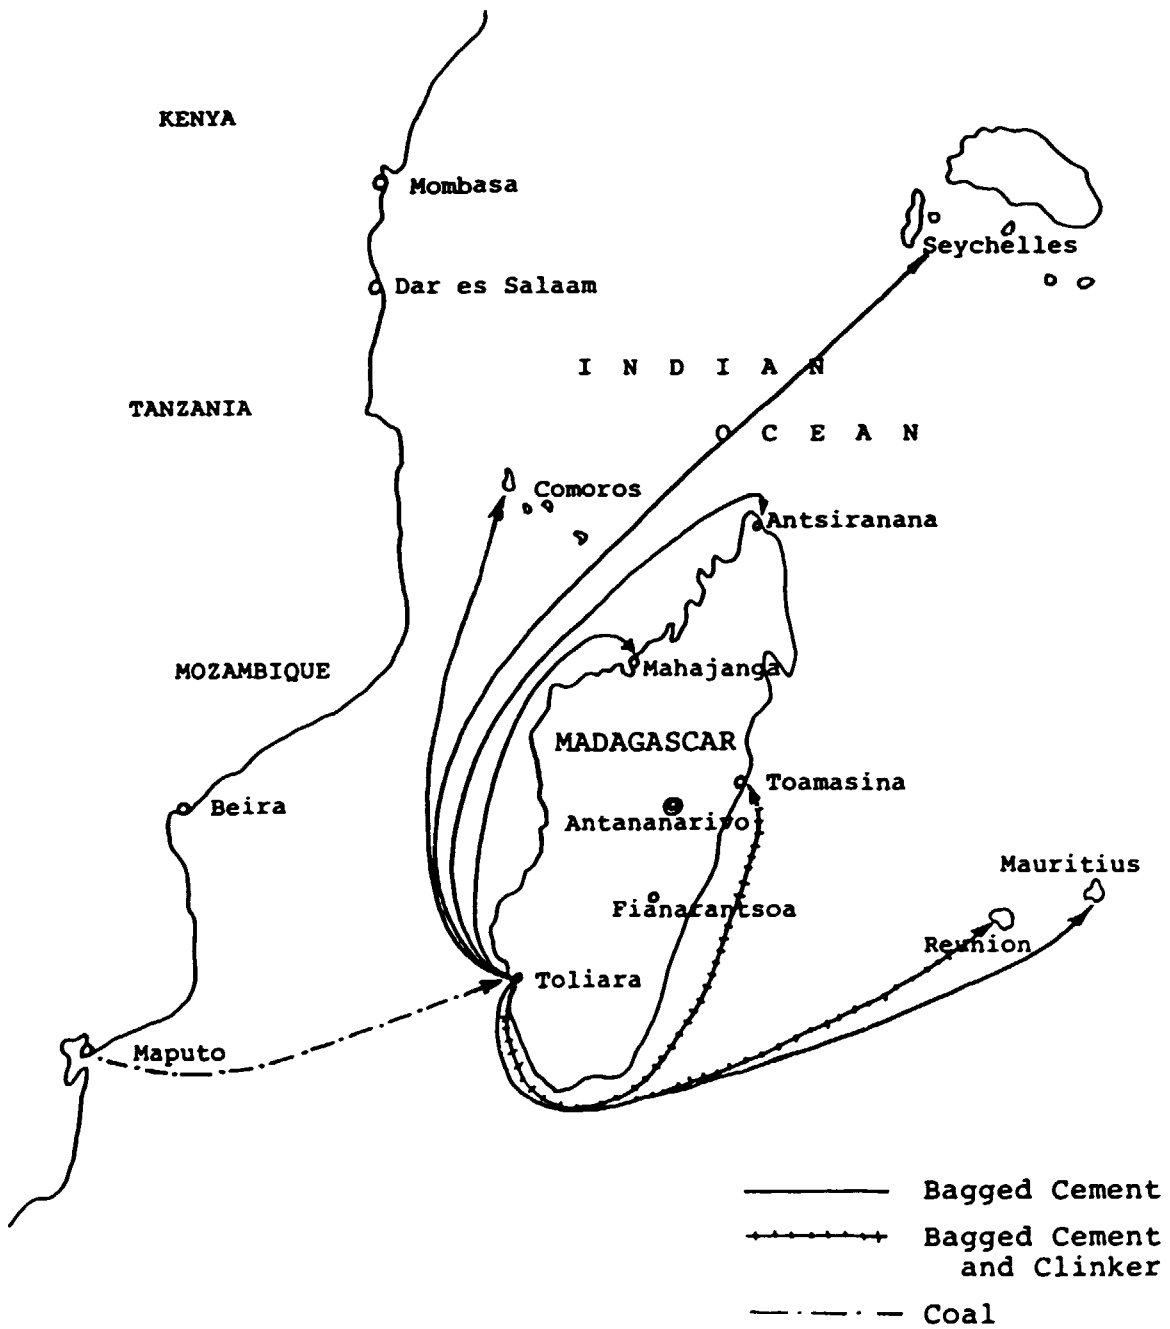 KENYA
Mombasa
Seychelles
Dar es Salaam
I N D I A N
TANZANIA
O C E A N
Comoros
Antsiranana
Mahajanga
MOZAMBIQUE
MADAGASCAR
Toamasina
Beira
Antananarivo
Mauritius
Fianarantsoa
Reunion
Toliara
Maputo
Bagged Cement
Bagged Cement
and Clinker
Coal